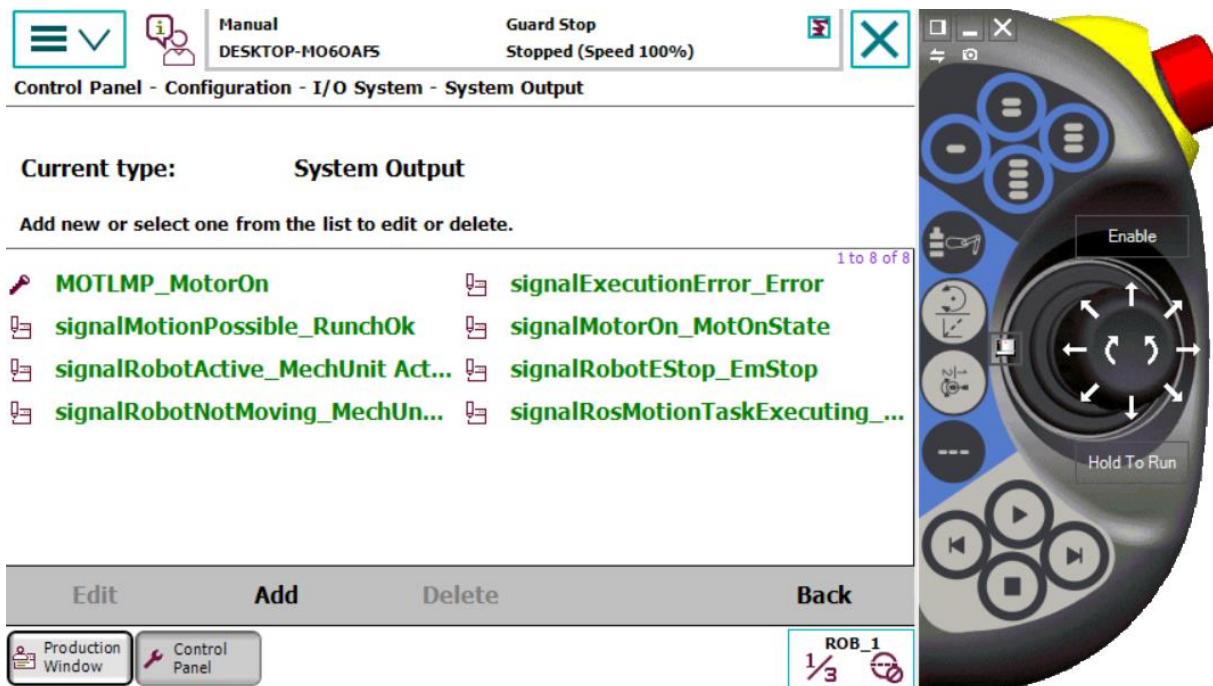 Manual
DESKTOP-MO6OAFS
Guard Stop
Stopped (Speed 100%)
Control Panel - Configuration - I/O System - System Output
Current type: System Output
Add new or select one from the list to edit or delete.
1 to 8 of 8
MOTLMP_MotorOn
signalExecutionError_Error
signalMotionPossible_RunchOk
signalMotorOn_MotOnState
signalRobotActive_MechUnit Act...
signalRobotEStop_EmStop
signalRobotNotMoving_MechUn...
signalRosMotionTaskExecuting_...
Edit Add Delete Back
Production
Window
Control
Panel
ROB_1
1/3
Enable
Hold To Run